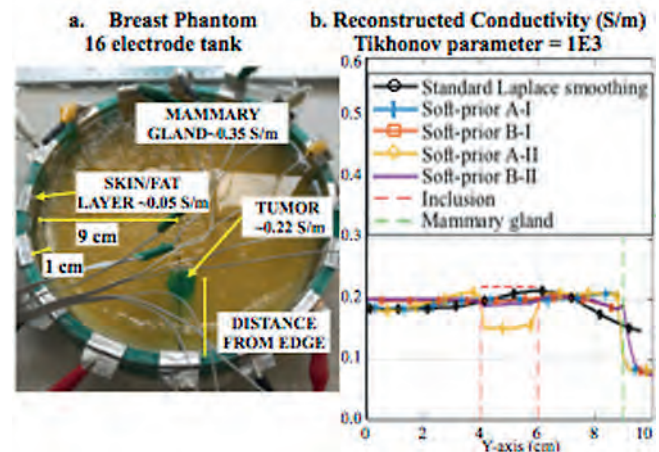 a. Breast Phantom
16 electrode tank
MAMMARY
GLAND~0.35 S/m
SKIN/FAT
LAYER ~0.05 S/m
TUMOR
~0.22 S/m
9 cm
1 cm
DISTANCE
FROM EDGE
b. Reconstructed Conductivity (S/m)
Tikhonov parameter = 1E3
0.6
0.5
0.4
0.3
0.2
0.1
0.0
Standard Laplace smoothing
Soft-prior A-I
Soft-prior B-I
Soft-prior A-II
Soft-prior B-II
Inclusion
Mammary gland
0 2 4 6 8 10
Y-axis (cm)